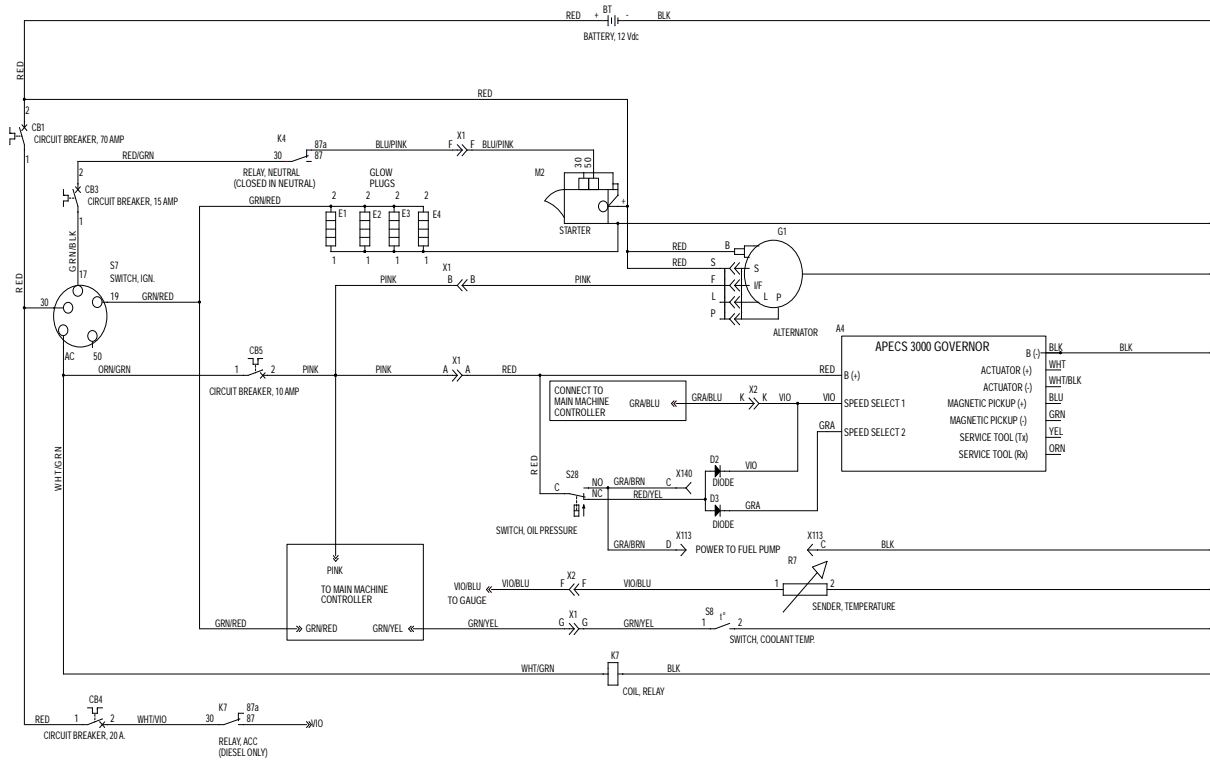 RED + BT - BLK
BATTERY, 12 Vdc
RED
RED
2
CB1
CIRCUIT BREAKER, 70 AMP
1
K4
87a
BLU/PINK F X1 F BLU/PINK
RED/GRN 30 87
RELAY, NEUTRAL
(CLOSED IN NEUTRAL)
GLOW
PLUGS
30
50
M2
+
STARTER
2
CB3
CIRCUIT BREAKER, 15 AMP
1
GRN/RED
2 2 2 2
E1 E2 E3 E4
1 1 1 1
GRN/BLK
RED
S7
SWITCH, IGN.
17
30
19 GRN/RED
AC 50
G1
RED B
RED S S
X1
PINK B B PINK F I/F
L L P
P
ALTERNATOR
ORN/GRN
CB5
1 2
CIRCUIT BREAKER, 10 AMP
PINK PINK A X1 A RED RED
A4
APECS 3000 GOVERNOR
B (+)
SPEED SELECT 1
SPEED SELECT 2
B (-) BLK BLK
ACTUATOR (+) WHT
ACTUATOR (-) WHT/BLK
MAGNETIC PICKUP (+) BLU
MAGNETIC PICKUP (-) GRN
SERVICE TOOL (Tx) YEL
SERVICE TOOL (Rx) ORN
CONNECT TO
MAIN MACHINE
CONTROLLER
GRA/BLU GRA/BLU K X2 K VIO VIO
GRA
WHT/GRN
RED
S28
C
NO GRA/BRN C X140
NC RED/YEL
SWITCH, OIL PRESSURE
D2
VIO
DIODE
D3
GRA
DIODE
GRA/BRN D X113 POWER TO FUEL PUMP X113 C BLK
PINK
TO MAIN MACHINE
CONTROLLER
VIO/BLU VIO/BLU F X2 F VIO/BLU
TO GAUGE
R7
1 2
SENDER, TEMPERATURE
GRN/RED GRN/RED GRN/YEL GRN/YEL G X1 G GRN/YEL
S8
1 t° 2
SWITCH, COOLANT TEMP.
WHT/GRN K7 BLK
COIL, RELAY
RED 1 CB4 2 WHT/VIO 30 K7 87a
87 VIO
CIRCUIT BREAKER, 20 A.
RELAY, ACC
(DIESEL ONLY)